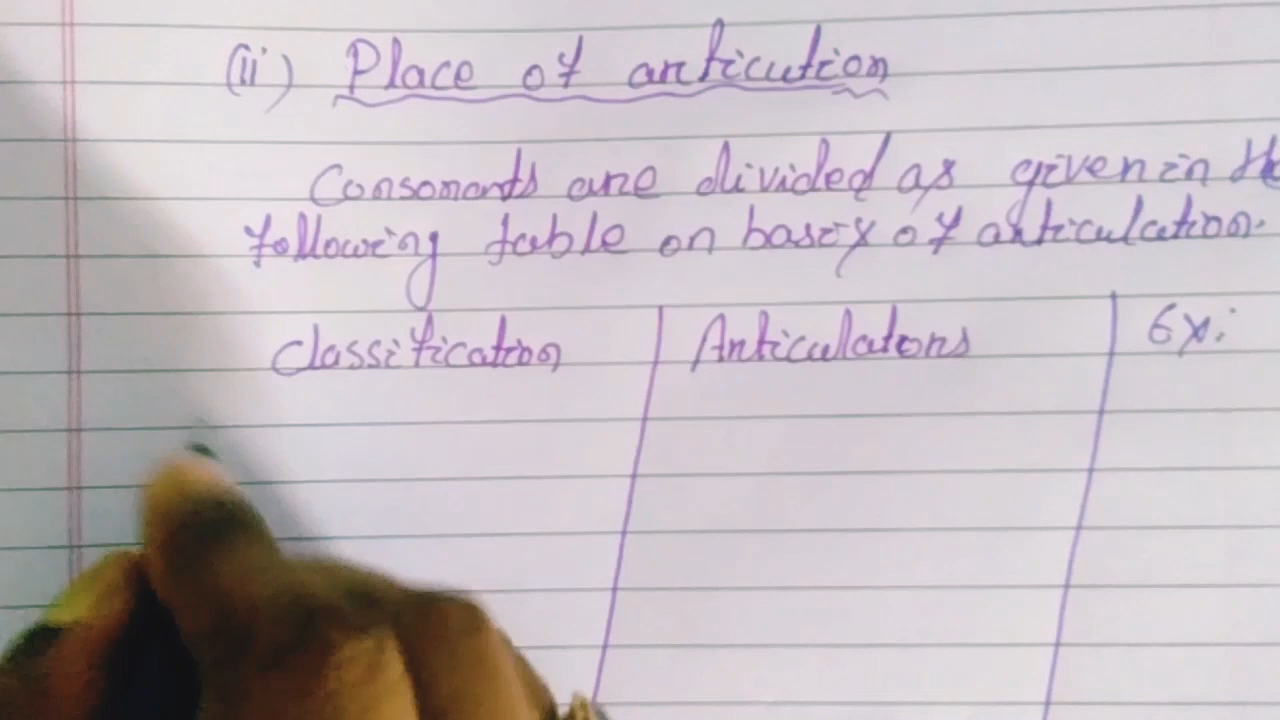 (ii) Place of articution
Consonants are divided as given in the
following table on basis of articulation.
Classification Articulators Ex: